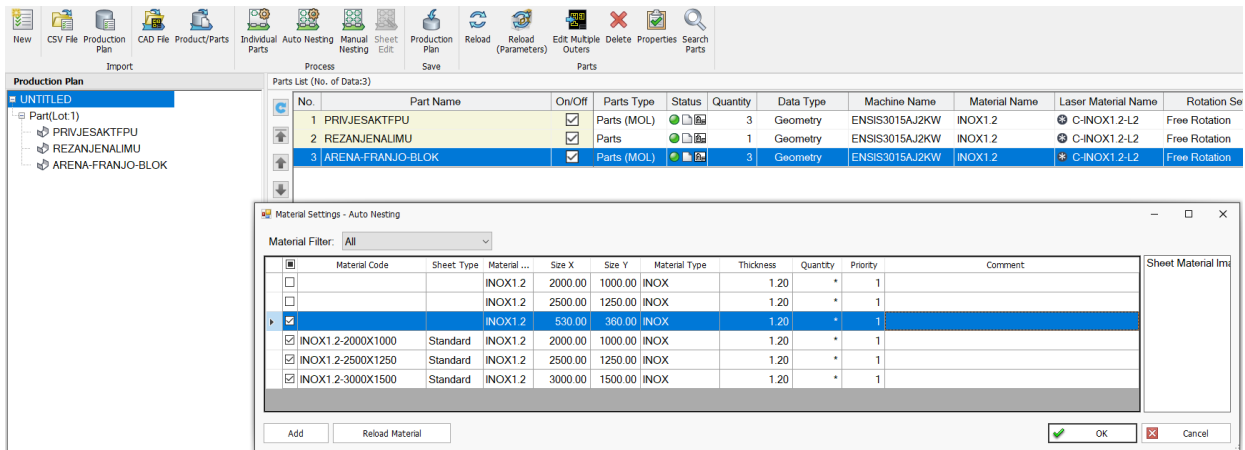 New
CSV File
Production Plan
CAD File
Product/Parts
Individual Parts
Auto Nesting
Manual Nesting
Sheet Edit
Production Plan
Reload
Reload (Parameters)
Edit Multiple Outers
Delete
Properties
Search Parts
Import
Process
Save
Parts
Production Plan
Parts List (No. of Data:3)
UNTITLED
Part(Lot:1)
PRIVJESAKTFPU
REZANJENALIMU
ARENA-FRANJO-BLOK
No. Part Name On/Off Parts Type Status Quantity Data Type Machine Name Material Name Laser Material Name Rotation Se
1 PRIVJESAKTFPU Parts (MOL) 3 Geometry ENSIS3015AJ2KW INOX1.2 C-INOX1.2-L2 Free Rotation
2 REZANJENALIMU Parts 1 Geometry ENSIS3015AJ2KW INOX1.2 C-INOX1.2-L2 Free Rotation
3 ARENA-FRANJO-BLOK Parts (MOL) 3 Geometry ENSIS3015AJ2KW INOX1.2 C-INOX1.2-L2 Free Rotation
Material Settings - Auto Nesting
Material Filter: All
Material Code Sheet Type Material ... Size X Size Y Material Type Thickness Quantity Priority Comment
INOX1.2 2000.00 1000.00 INOX 1.20 * 1
INOX1.2 2500.00 1250.00 INOX 1.20 * 1
INOX1.2 530.00 360.00 INOX 1.20 * 1
INOX1.2-2000X1000 Standard INOX1.2 2000.00 1000.00 INOX 1.20 * 1
INOX1.2-2500X1250 Standard INOX1.2 2500.00 1250.00 INOX 1.20 * 1
INOX1.2-3000X1500 Standard INOX1.2 3000.00 1500.00 INOX 1.20 * 1
Sheet Material Ima
Add
Reload Material
OK
Cancel